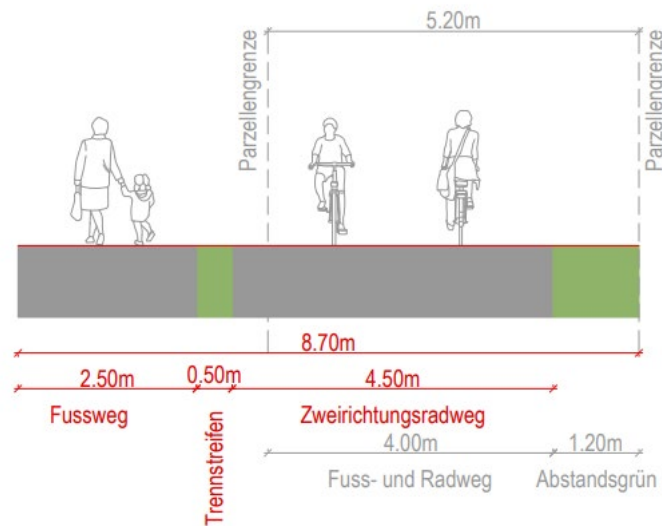 5.20m
Parzellengrenze
Parzellengrenze
8.70m
2.50m
0.50m
4.50m
Fussweg
Trennstreifen
Zweirichtungsradweg
4.00m
1.20m
Fuss- und Radweg
Abstandsgrün